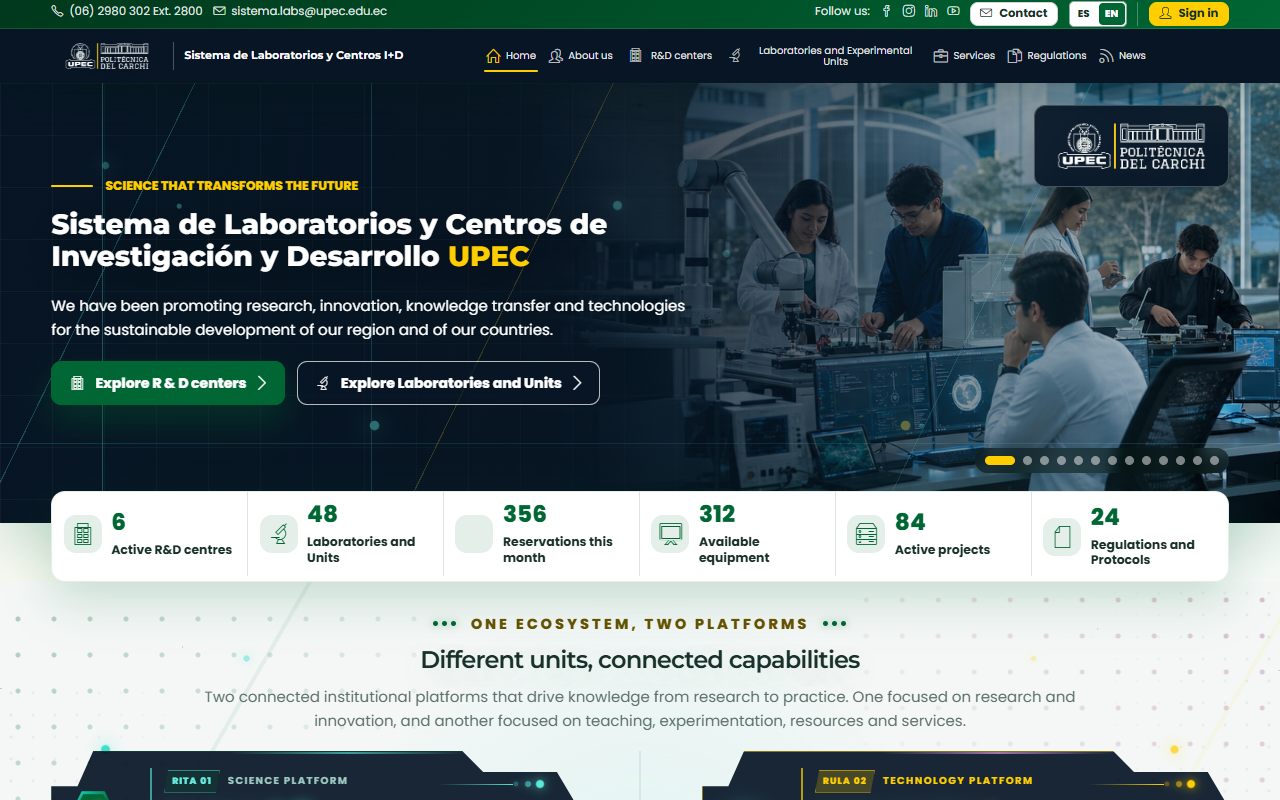 (06) 2980 302 Ext. 2800
sistema.labs@upec.edu.ec
Follow us:
Contact
ES
EN
Sign in
UPEC
POLITÉCNICA
DEL CARCHI
Sistema de Laboratorios y Centros I+D
Home
About us
R&D centers
Laboratories and Experimental
Units
Services
Regulations
News
UPEC
POLITÉCNICA
DEL CARCHI
SCIENCE THAT TRANSFORMS THE FUTURE
Sistema de Laboratorios y Centros de
Investigación y Desarrollo UPEC
We have been promoting research, innovation, knowledge transfer and technologies
for the sustainable development of our region and of our countries.
Explore R & D centers
Explore Laboratories and Units
6
Active R&D centres
48
Laboratories and
Units
356
Reservations this
month
312
Available
equipment
84
Active projects
24
Regulations and
Protocols
ONE ECOSYSTEM, TWO PLATFORMS
Different units, connected capabilities
Two connected institutional platforms that drive knowledge from research to practice. One focused on research and
innovation, and another focused on teaching, experimentation, resources and services.
RITA 01
SCIENCE PLATFORM
RULA 02
TECHNOLOGY PLATFORM